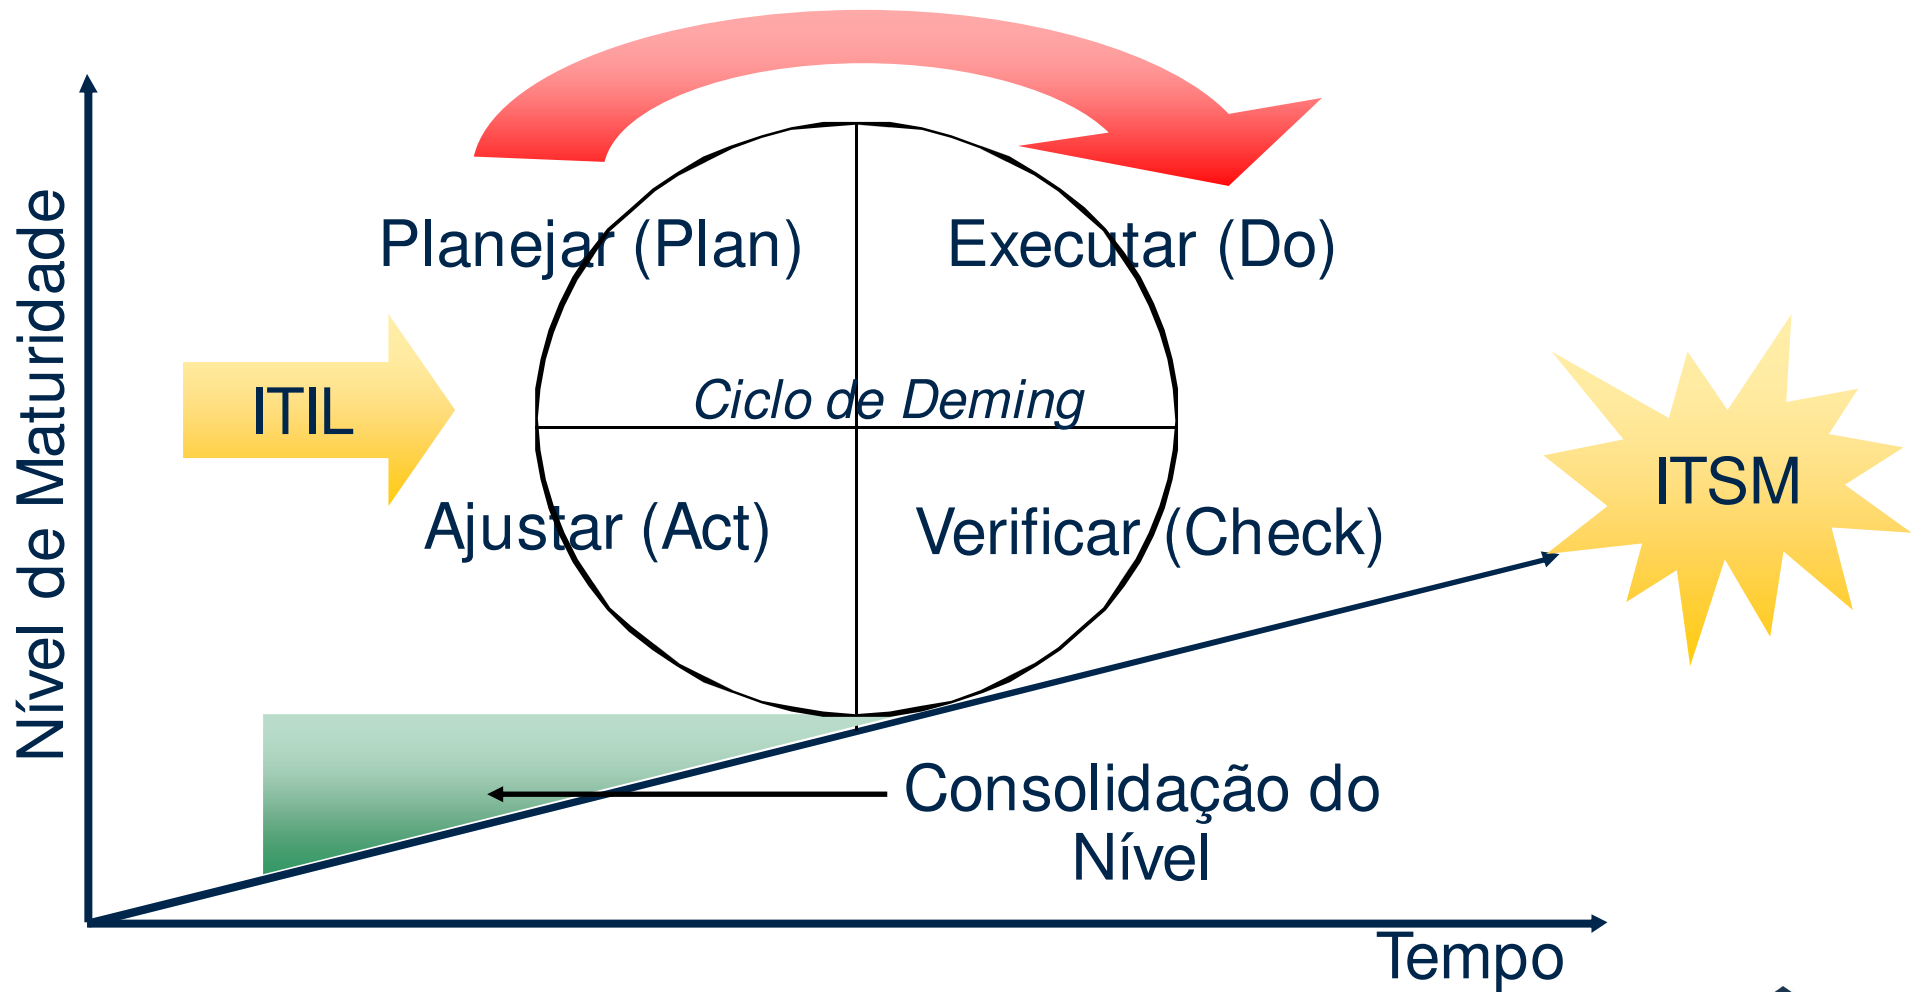 Nível de Maturidade
Planejar (Plan)
Executar (Do)
ITIL
Ciclo de Deming
Ajustar (Act)
Verificar (Check)
ITSM
Consolidação do
Nível
Tempo